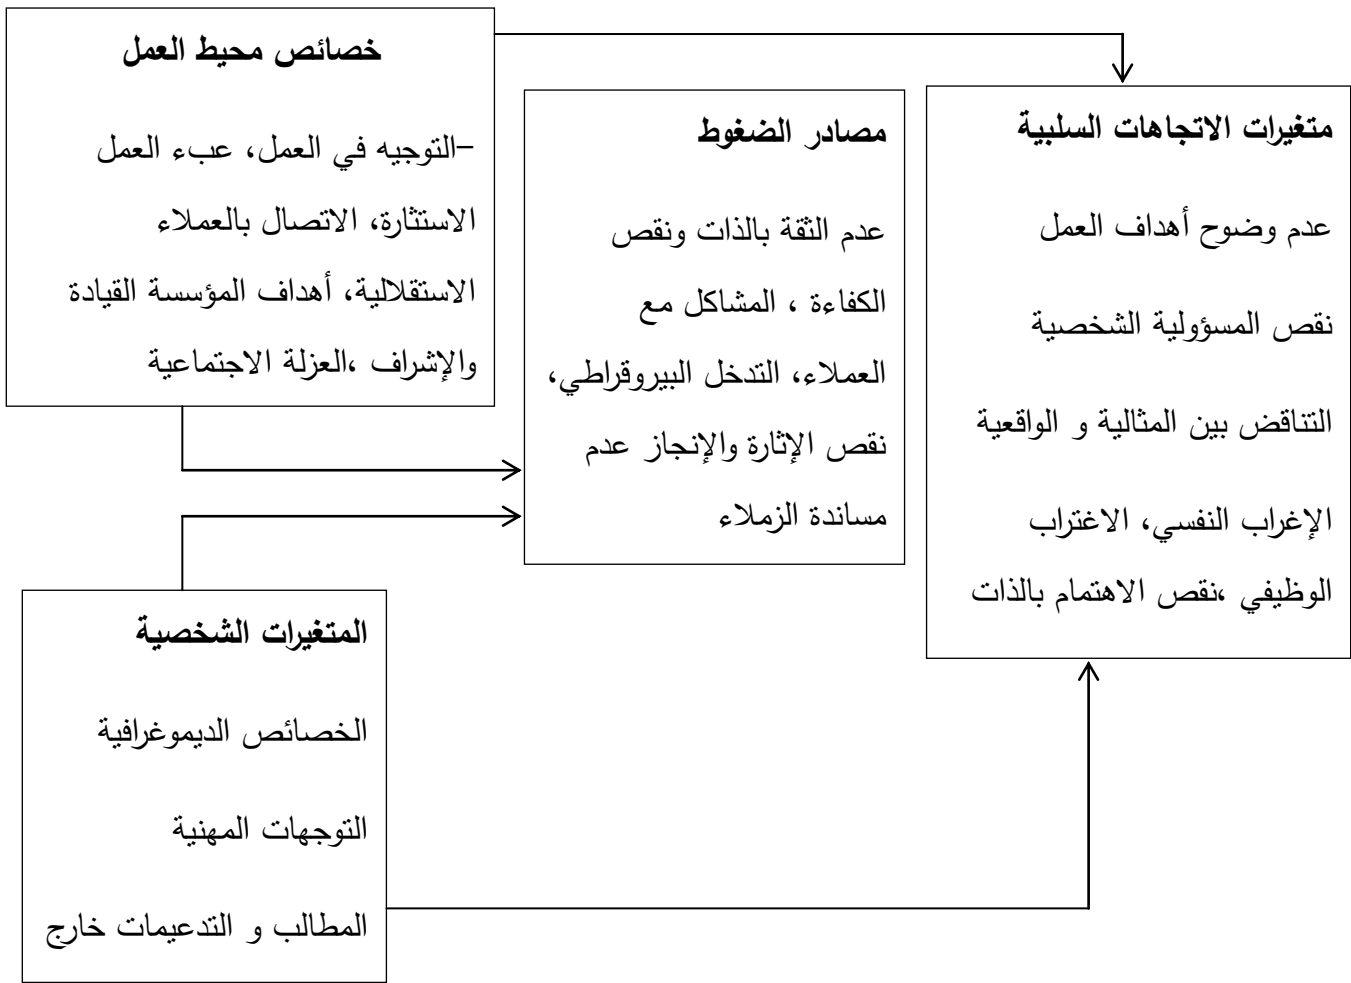 خصائص محيط العمل
–التوجيه في العمل، عبء العمل
الاستثارة، الاتصال بالعملاء
الاستقلالية، أهداف المؤسسة القيادة
والإشراف ،العزلة الاجتماعية
مصادر الضغوط
عدم الثقة بالذات ونقص
الكفاءة ، المشاكل مع
العملاء، التدخل البيروقراطي،
نقص الإثارة والإنجاز عدم
مساندة الزملاء
متغيرات الاتجاهات السلبية
عدم وضوح أهداف العمل
نقص المسؤولية الشخصية
التناقض بين المثالية و الواقعية
الإغراب النفسي، الاغتراب
الوظيفي ،نقص الاهتمام بالذات
المتغيرات الشخصية
الخصائص الديموغرافية
التوجهات المهنية
المطالب و التدعيمات خارج